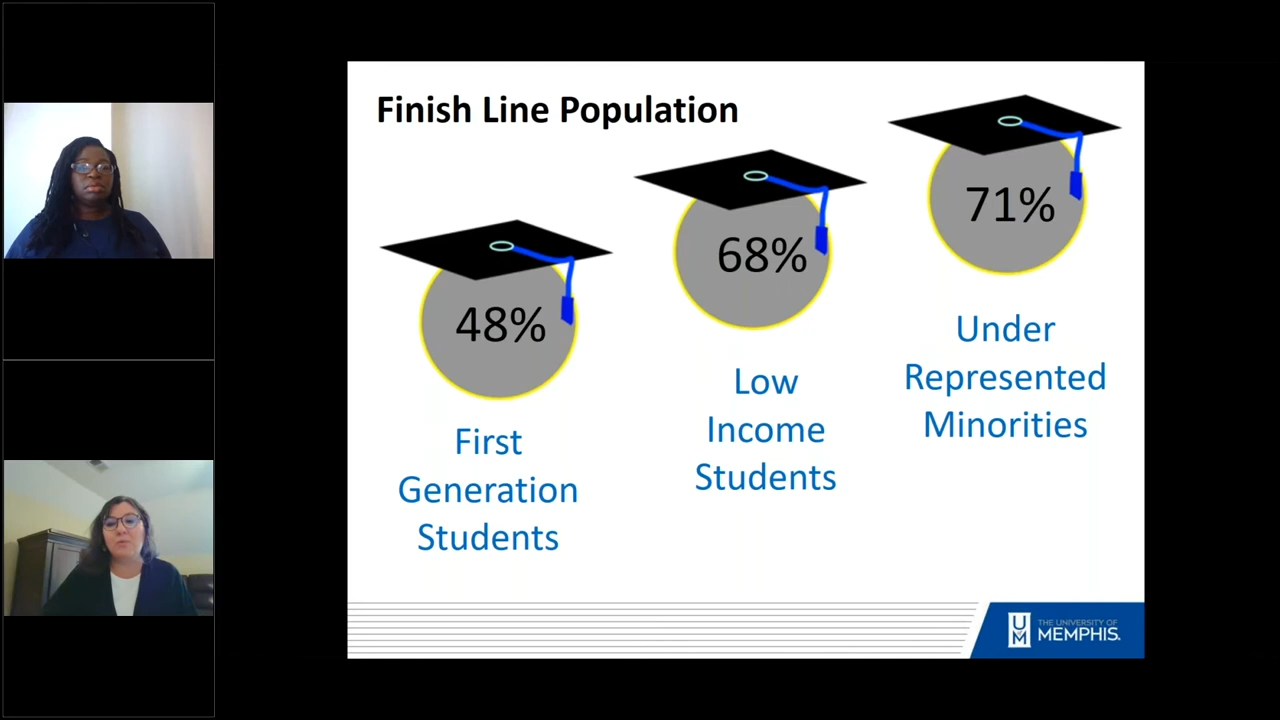 Finish Line Population
48%
First
Generation
Students
68%
Low
Income
Students
71%
Under
Represented
Minorities
UM
THE UNIVERSITY OF
MEMPHIS.